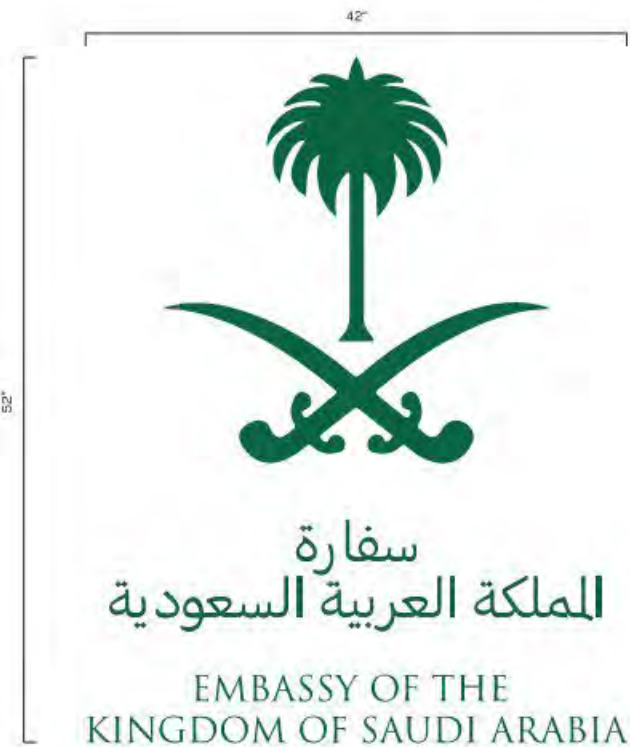 42"
52"
سفارة
المملكة العربية السعودية
EMBASSY OF THE
KINGDOM OF SAUDI ARABIA